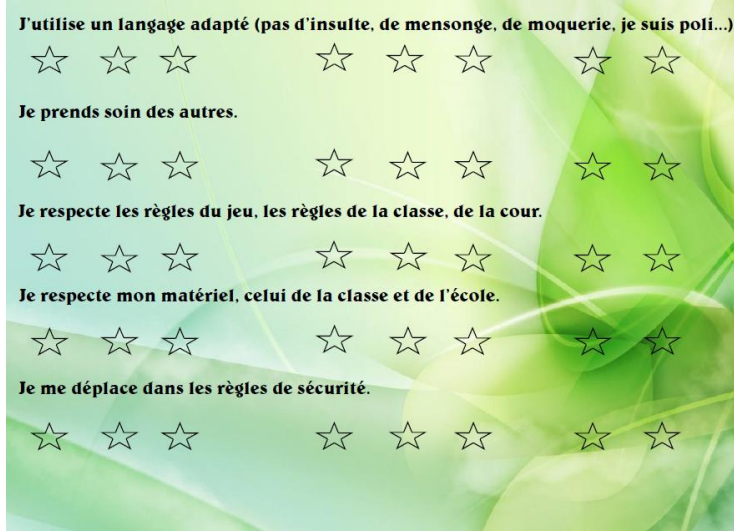 J'utilise un langage adapté (pas d'insulte, de mensonge, de moquerie, je suis poli...)
Je prends soin des autres.
Je respecte les règles du jeu, les règles de la classe, de la cour.
Je respecte mon matériel, celui de la classe et de l'école.
Je me déplace dans les règles de sécurité.